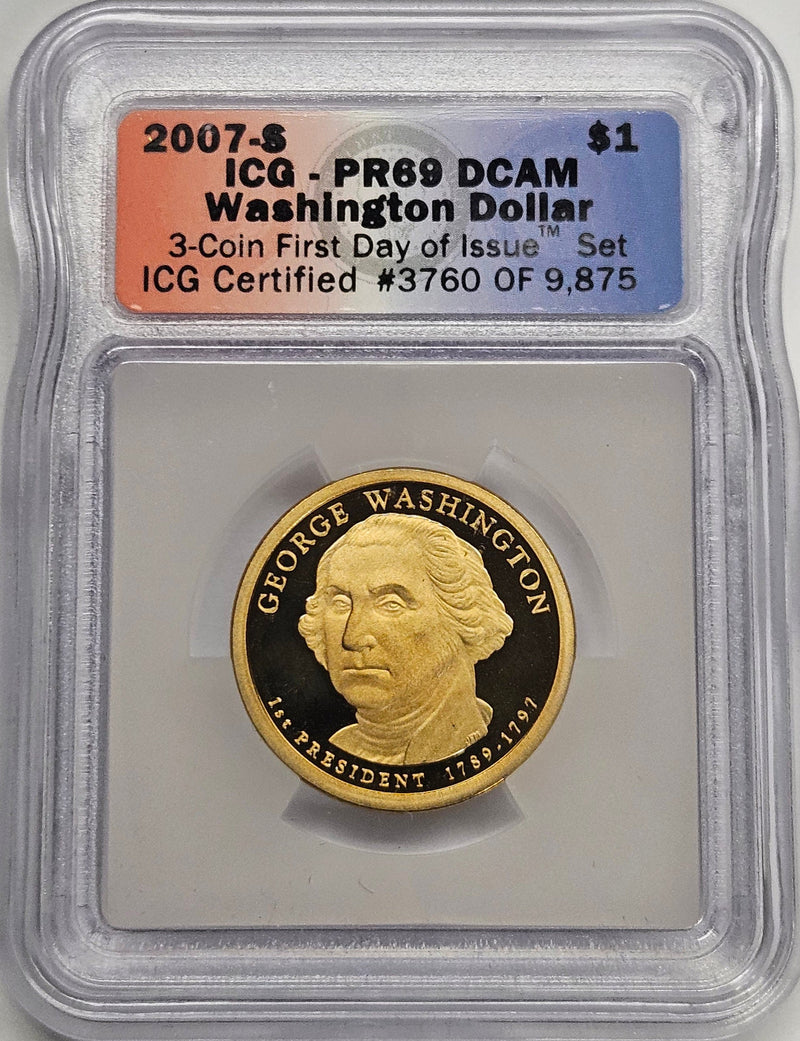 2007-S $1
ICG - PR69 DCAM
Washington Dollar
3-Coin First Day of Issue™ Set
ICG Certified #3760 OF 9,875
GEORGE WASHINGTON
1st PRESIDENT 1789-1797